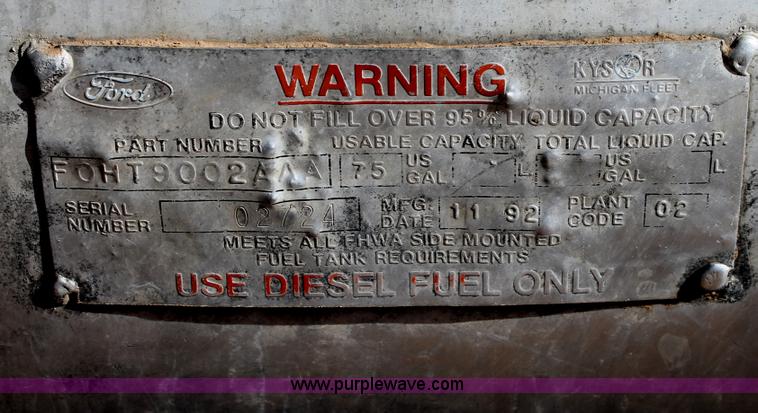 Ford WARNING KYSOR
MICHIGAN FLEET
DO NOT FILL OVER 95% LIQUID CAPACITY
PART NUMBER USABLE CAPACITY TOTAL LIQUID CAP.
F0HT9002AAA 75 US GAL L US GAL L
SERIAL NUMBER 02724 MFG. DATE 11 92 PLANT CODE 02
MEETS ALL FHWA SIDE MOUNTED
FUEL TANK REQUIREMENTS
USE DIESEL FUEL ONLY
www.purplewave.com